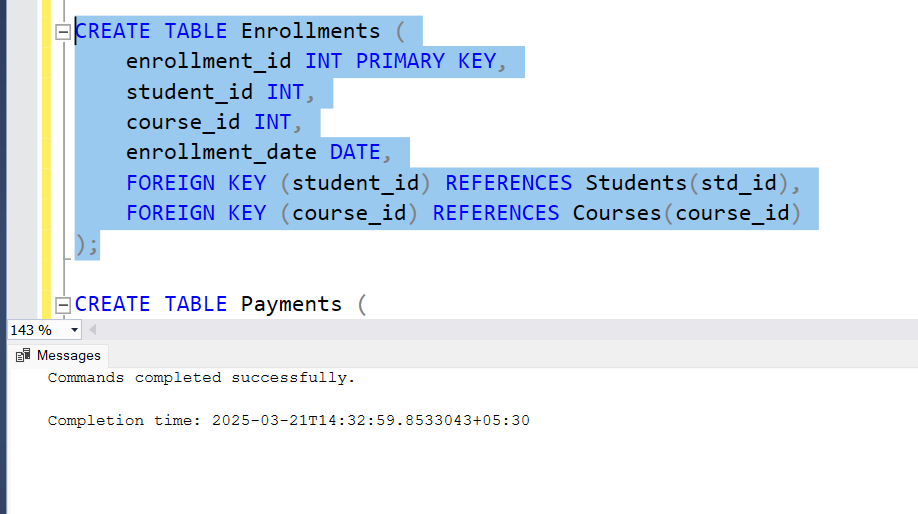 CREATE TABLE Enrollments (
    enrollment_id INT PRIMARY KEY,
    student_id INT,
    course_id INT,
    enrollment_date DATE,
    FOREIGN KEY (student_id) REFERENCES Students(std_id),
    FOREIGN KEY (course_id) REFERENCES Courses(course_id)
);
CREATE TABLE Payments (
143 %
Messages
Commands completed successfully.
Completion time: 2025-03-21T14:32:59.8533043+05:30